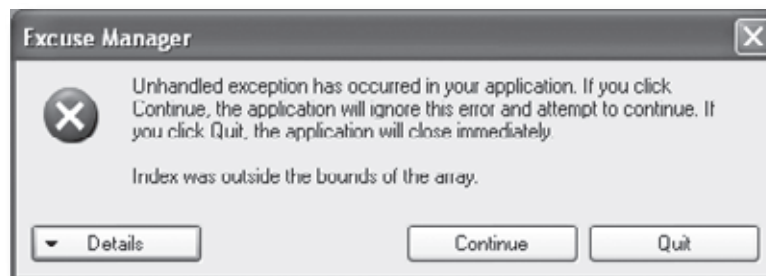 Excuse Manager
Unhandled exception has occurred in your application. If you click
Continue, the application will ignore this error and attempt to continue. If
you click Quit, the application will close immediately.
Index was outside the bounds of the array.
Details
Continue
Quit